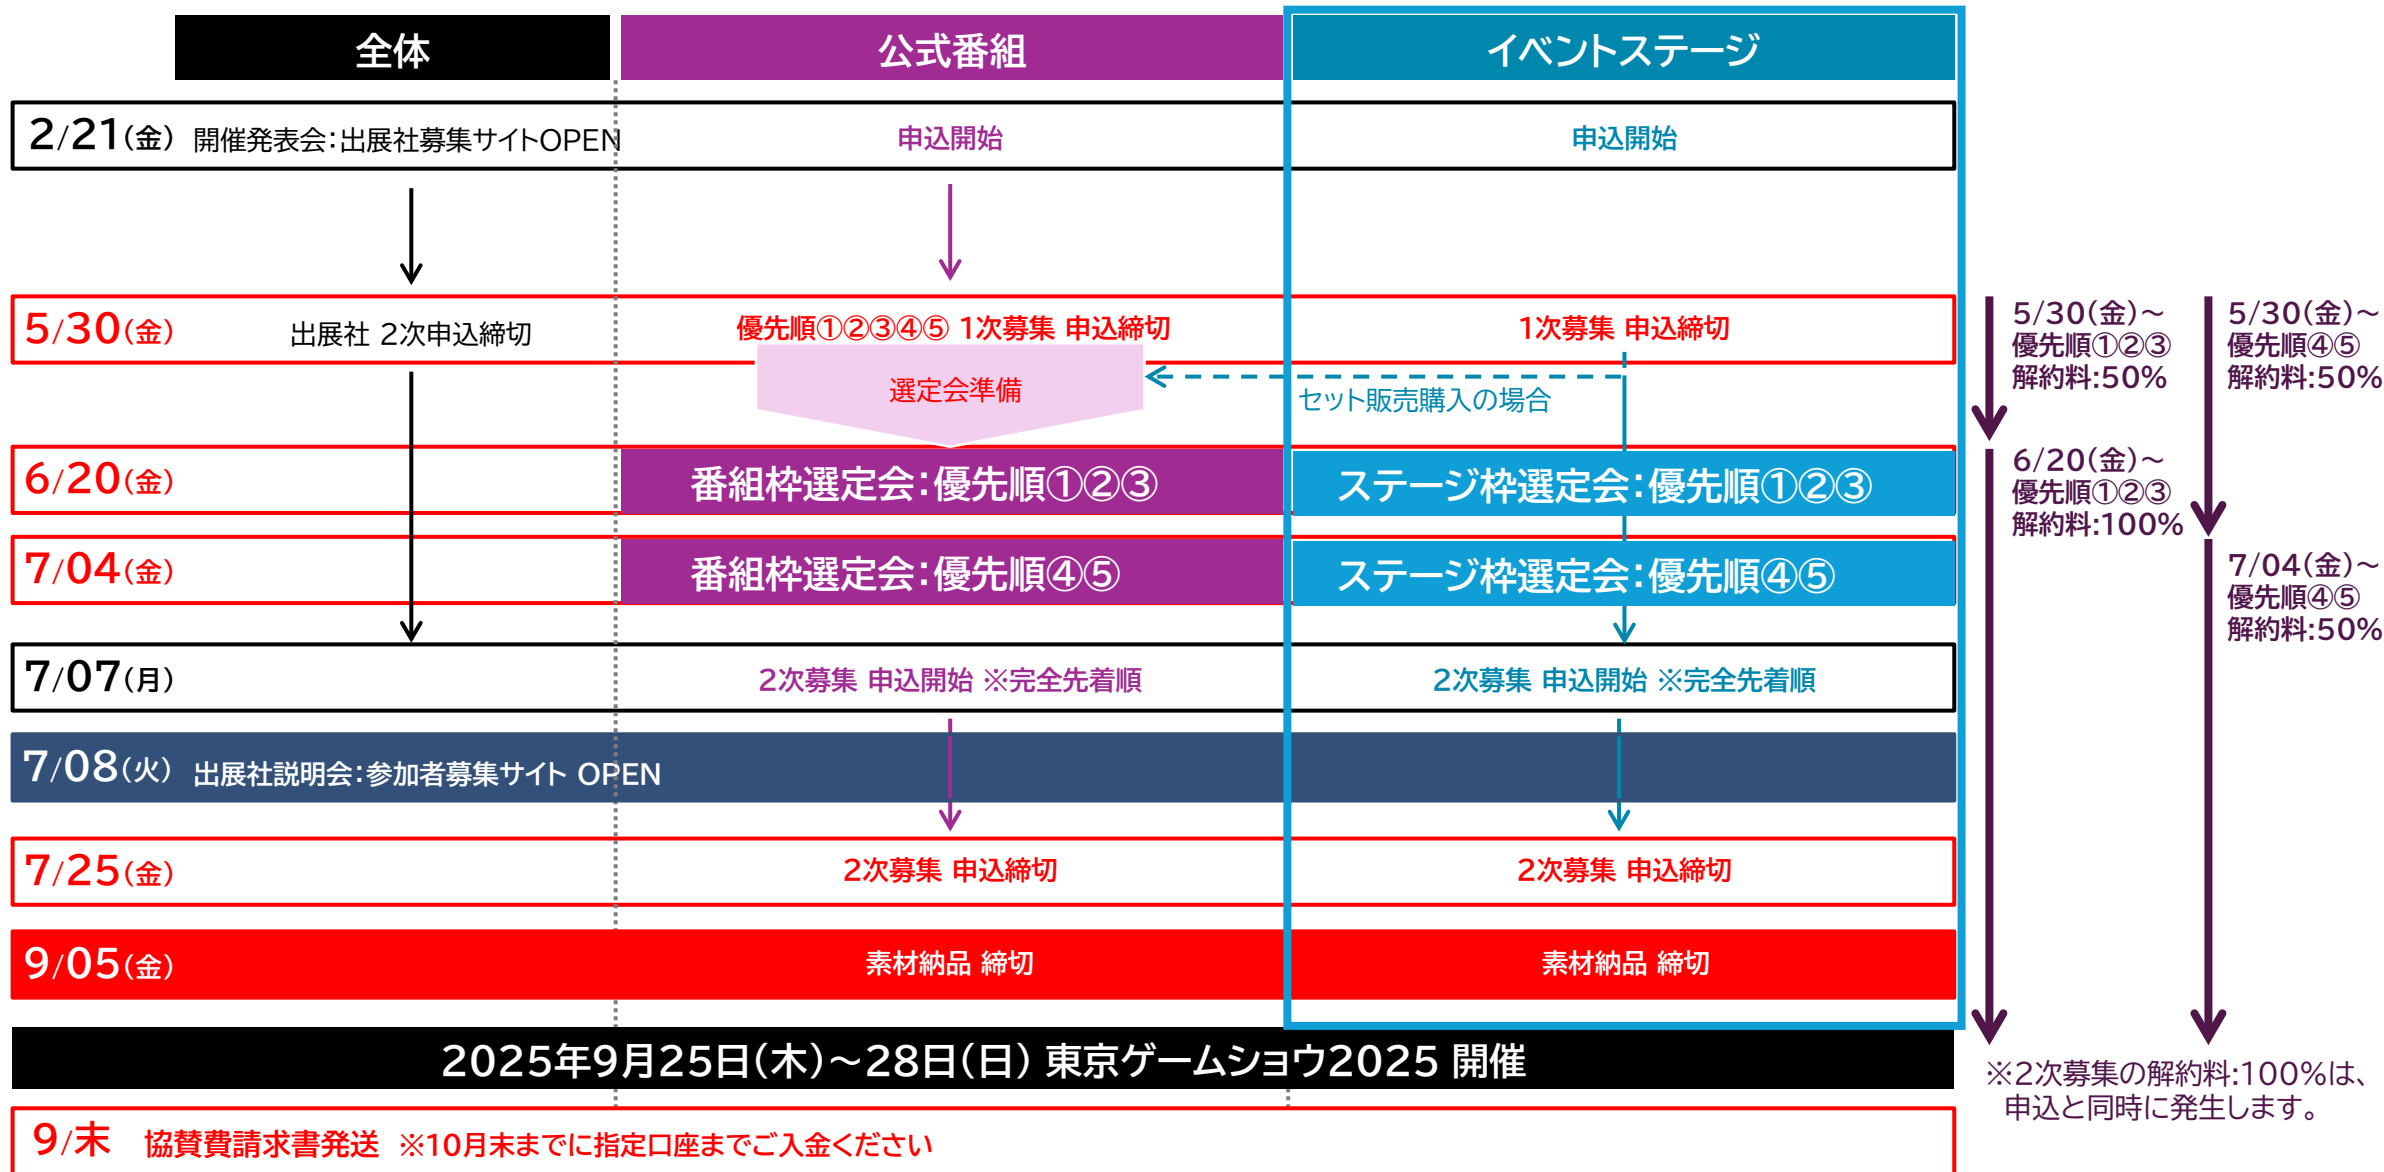 全体
公式番組
イベントステージ
2/21(金) 開催発表会：出展社募集サイトOPEN
申込開始
申込開始
5/30(金)
出展社 2次申込締切
優先順①②③④⑤ 1次募集 申込締切
1次募集 申込締切
選定会準備
セット販売購入の場合
6/20(金)
番組枠選定会：優先順①②③
ステージ枠選定会：優先順①②③
7/04(金)
番組枠選定会：優先順④⑤
ステージ枠選定会：優先順④⑤
7/07(月)
2次募集 申込開始 ※完全先着順
2次募集 申込開始 ※完全先着順
7/08(火) 出展社説明会：参加者募集サイト OPEN
7/25(金)
2次募集 申込締切
2次募集 申込締切
9/05(金)
素材納品 締切
素材納品 締切
2025年9月25日(木)～28日(日) 東京ゲームショウ2025 開催
9/末 協賛費請求書発送 ※10月末までに指定口座までご入金ください
5/30(金)～
優先順①②③
解約料:50%
6/20(金)～
優先順①②③
解約料:100%
5/30(金)～
優先順④⑤
解約料:50%
7/04(金)～
優先順④⑤
解約料:50%
※2次募集の解約料:100%は、
申込と同時に発生します。